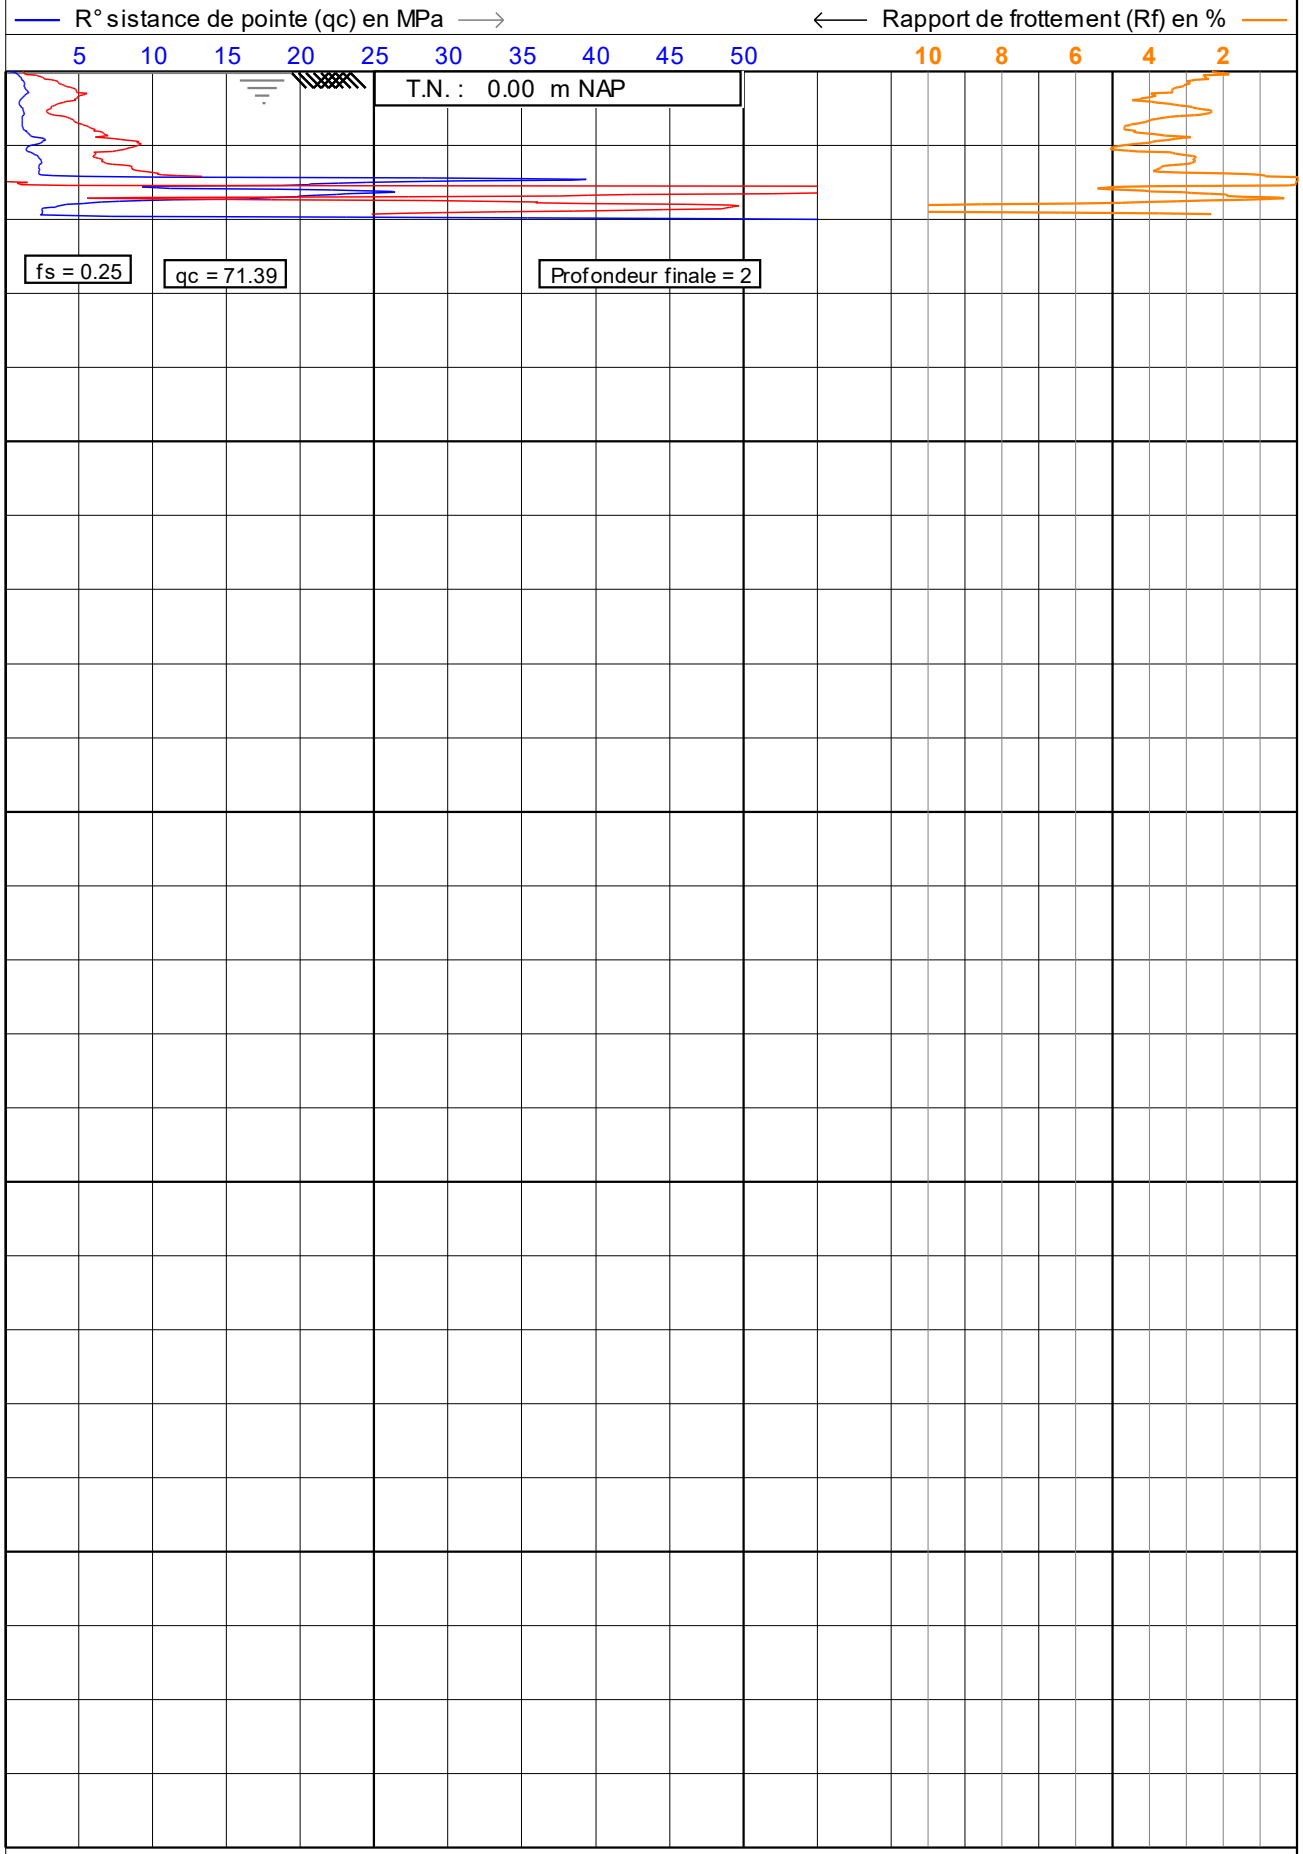 R° sistance de pointe (qc) en MPa
Rapport de frottement (Rf) en %
5 10 15 20 25 30 35 40 45 50 10 8 6 4 2
T.N. : 0.00 m NAP
fs = 0.25
qc = 71.39
Profondeur finale = 2